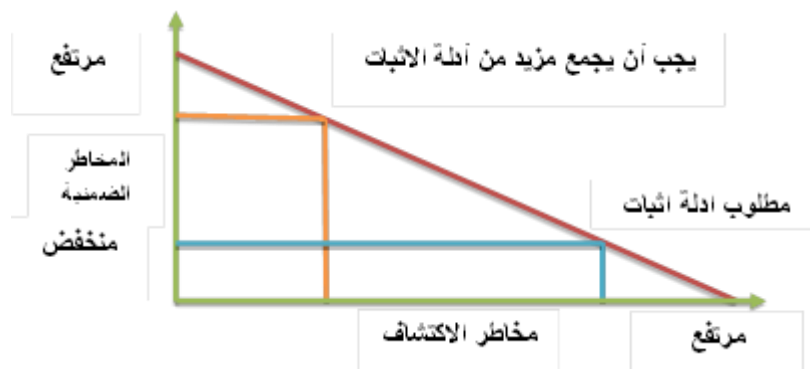 يجب أن يجمع مزيد من أدلة الاثبات
مرتفع
المخاطر
الضمنية
مطلوب ادلة اثبات
منخفض
مخاطر الاكتشاف
مرتفع